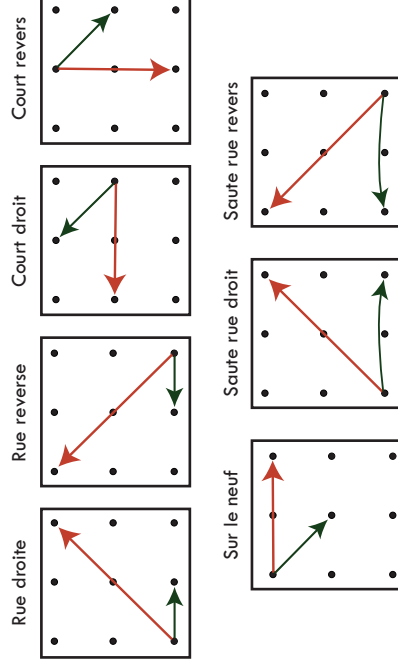 Rue droite
Rue reverse
Court droit
Court revers
Sur le neuf
Saute rue droit
Saute rue revers